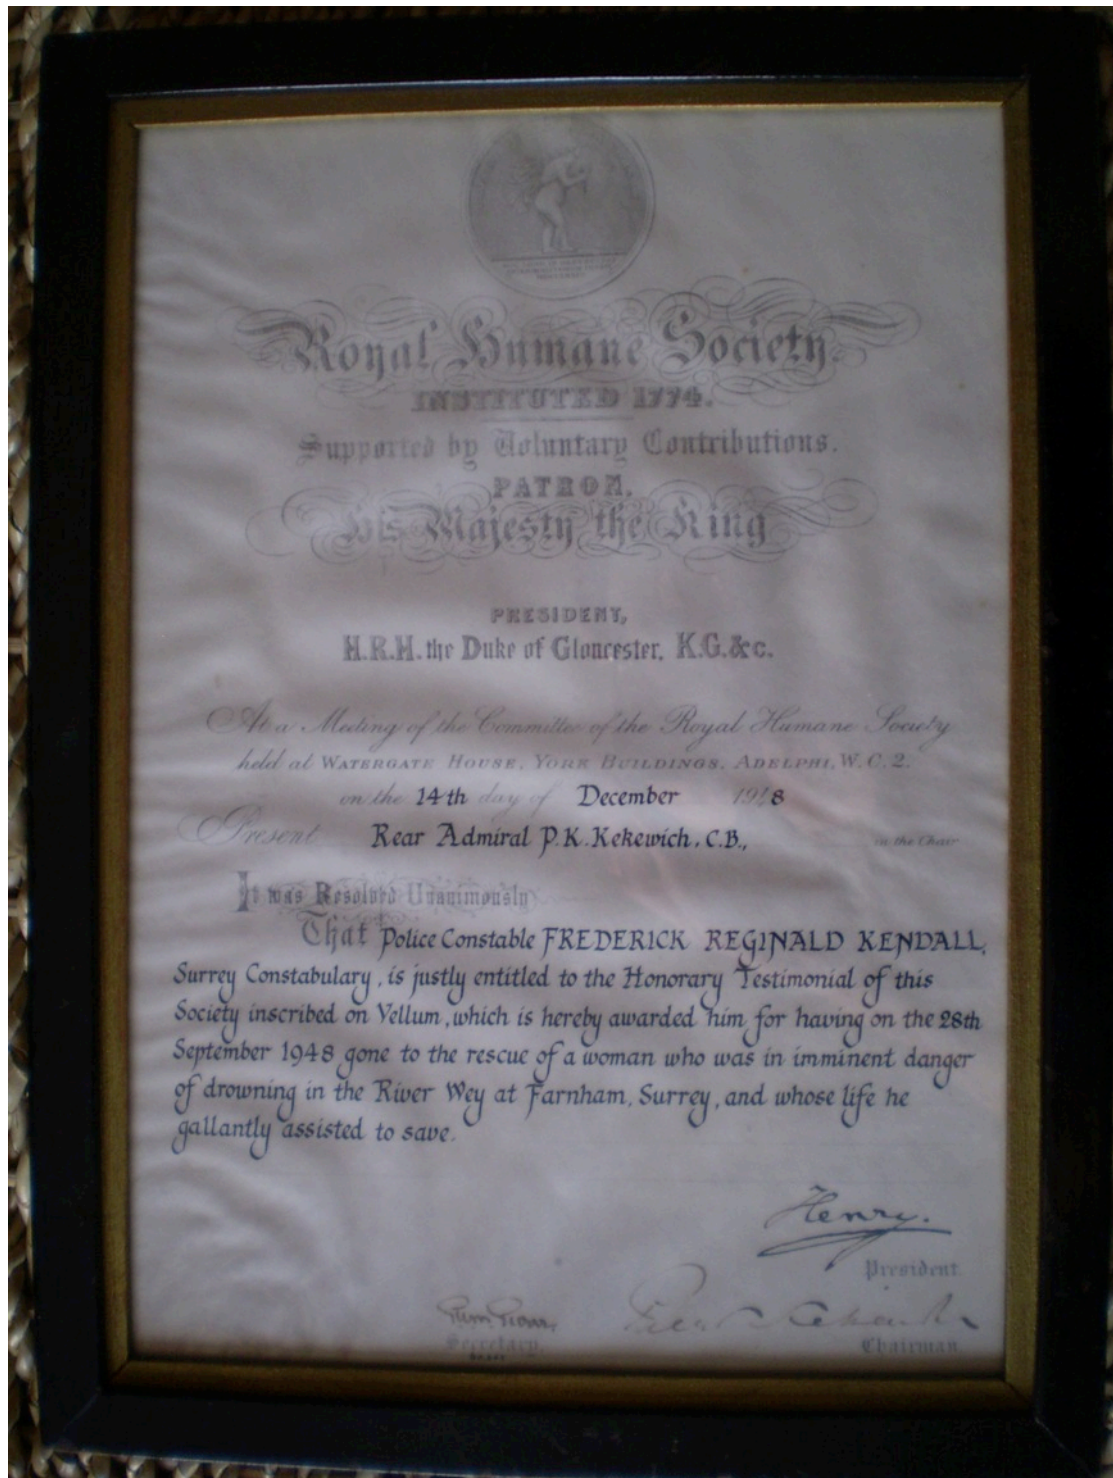 Royal Humane Society
INSTITUTED 1774.
Supported by Voluntary Contributions.
PATRON,
His Majesty the King
PRESIDENT,
H.R.H. the Duke of Gloucester, K.G. &c.
At a Meeting of the Committee of the Royal Humane Society
held at WATERGATE HOUSE, YORK BUILDINGS, ADELPHI, W.C.2.
on the 14th day of December 1948
Present Rear Admiral P.K. Kekewich, C.B., in the Chair
It was Resolved Unanimously
That Police Constable FREDERICK REGINALD KENDALL,
Surrey Constabulary, is justly entitled to the Honorary Testimonial of this
Society inscribed on Vellum, which is hereby awarded him for having on the 28th
September 1948 gone to the rescue of a woman who was in imminent danger
of drowning in the River Wey at Farnham, Surrey, and whose life he
gallantly assisted to save.
Henry.
President
Secretary
Chairman